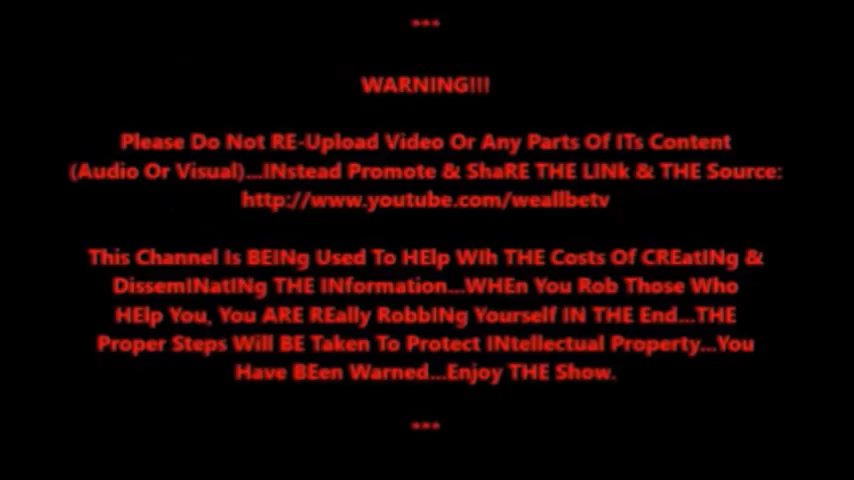 ***
WARNING!!!
Please Do Not RE-Upload Video Or Any Parts Of ITs Content
(Audio Or Visual)...INstead Promote & ShaRE THE LINk & THE Source:
http://www.youtube.com/weallbetv
This Channel Is BEINg Used To HElp WIh THE Costs Of CREatINg &
DissemINatINg THE INformation...WHEn You Rob Those Who
HElp You, You ARE REally RobbINg Yourself IN THE End...THE
Proper Steps Will BE Taken To Protect INtellectual Property...You
Have BEen Warned...Enjoy THE Show.
***